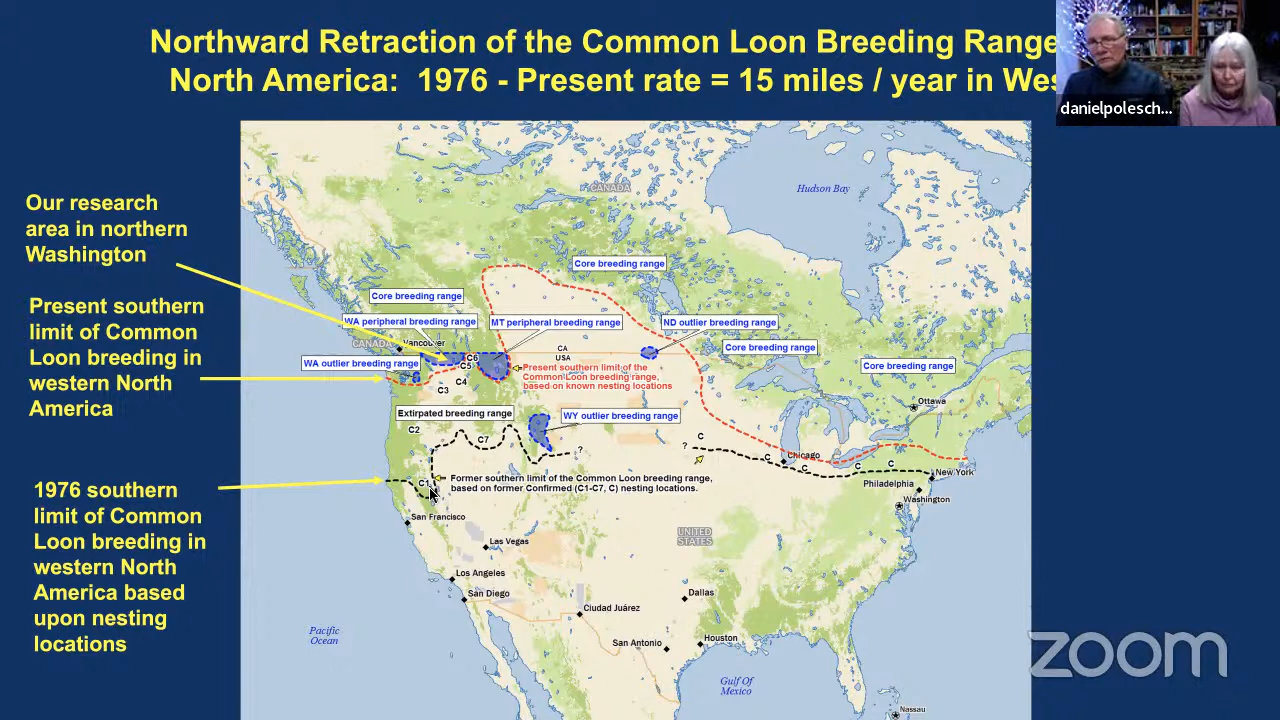 Northward Retraction of the Common Loon Breeding Range
North America: 1976 - Present rate = 15 miles / year in Wes
danielpolesch...
Our research
area in northern
Washington
Present southern
limit of Common
Loon breeding in
western North
America
1976 southern
limit of Common
Loon breeding in
western North
America based
upon nesting
locations
CANADA
Hudson Bay
Core breeding range
Core breeding range
WA peripheral breeding range
MT peripheral breeding range
ND outlier breeding range
CANADA
Vancouver
CA
USA
Core breeding range
WA outlier breeding range
C6
C5
Present southern limit of the
Common Loon breeding range,
based on known nesting locations
Core breeding range
C4
C3
Ottawa
Extirpated breeding range
WY outlier breeding range
C2
C7
?
?
C
C
C
C
C
Chicago
New York
C1
Former southern limit of the Common Loon breeding range,
based on former Confirmed (C1-C7, C) nesting locations.
Philadelphia
Washington
San Francisco
UNITED
STATES
Las Vegas
Los Angeles
San Diego
Dallas
Ciudad Juárez
San Antonio
Houston
Pacific
Ocean
Gulf Of
Mexico
Nassau
zoom